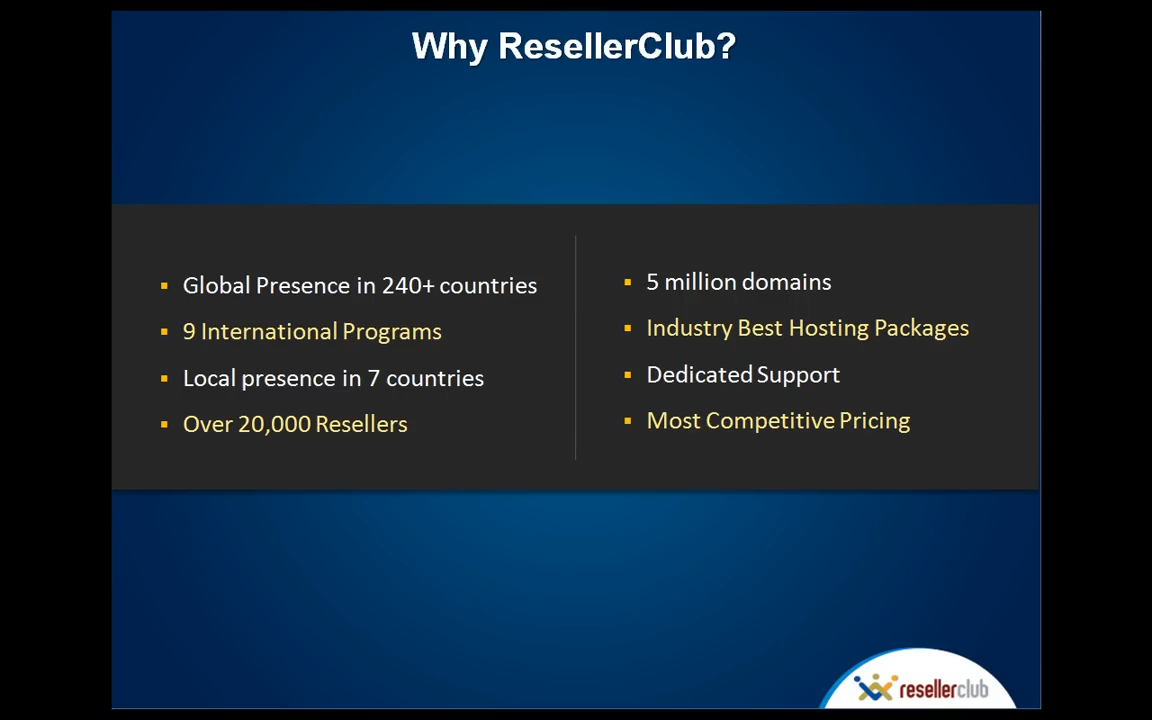 Why ResellerClub?
Global Presence in 240+ countries
9 International Programs
Local presence in 7 countries
Over 20,000 Resellers
5 million domains
Industry Best Hosting Packages
Dedicated Support
Most Competitive Pricing
resellerclub